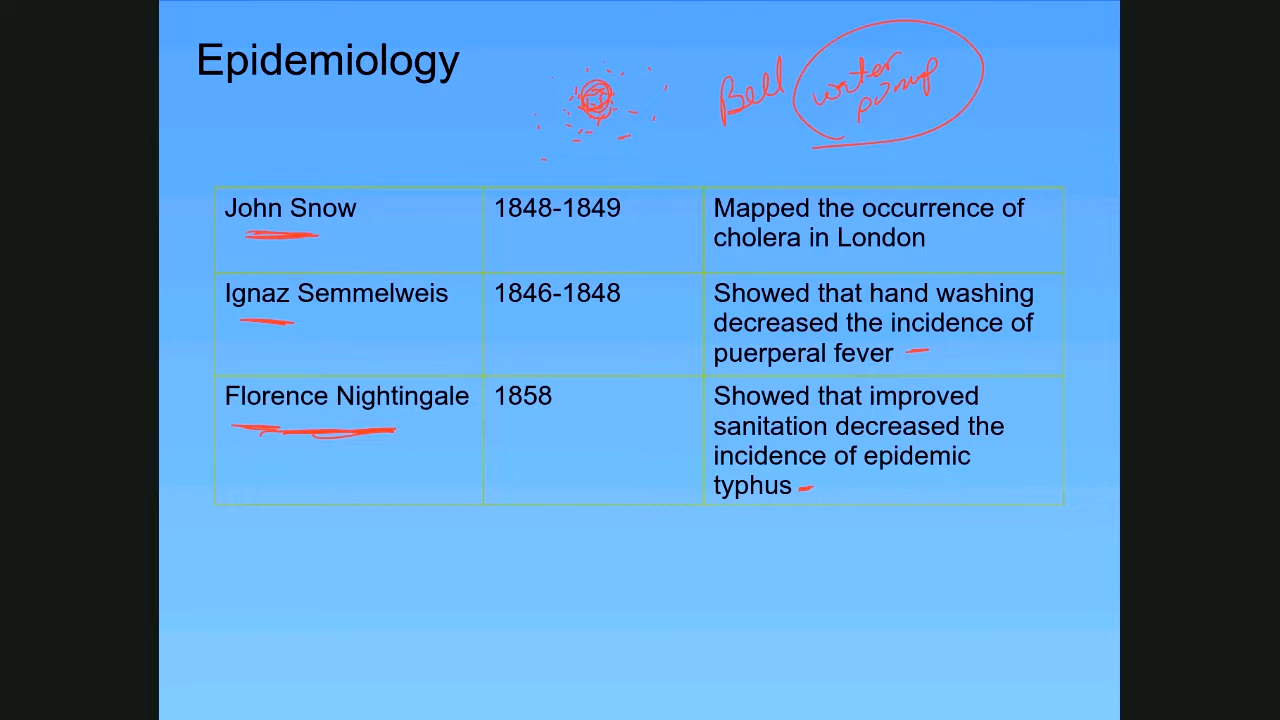 Epidemiology
Bell water
pump
John Snow 1848-1849 Mapped the occurrence of
cholera in London
Ignaz Semmelweis 1846-1848 Showed that hand washing
decreased the incidence of
puerperal fever
Florence Nightingale 1858 Showed that improved
sanitation decreased the
incidence of epidemic
typhus